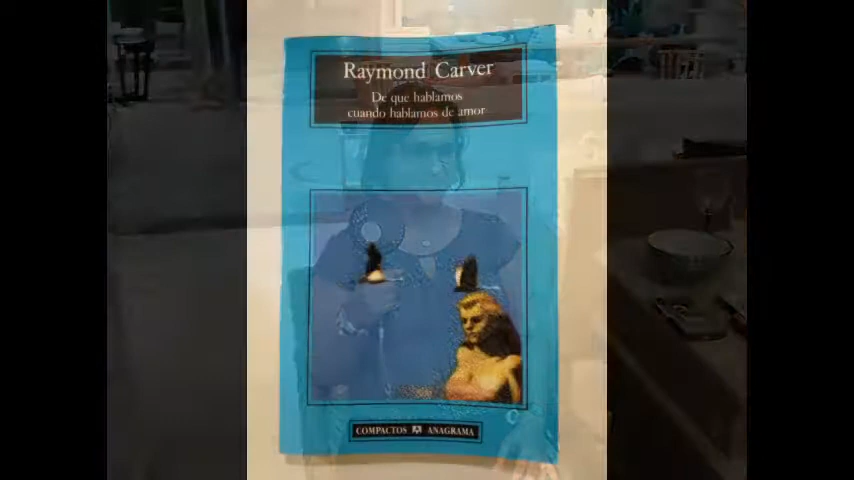 Raymond Carver
De que hablamos
cuando hablamos de amor
COMPACTOS ANAGRAMA